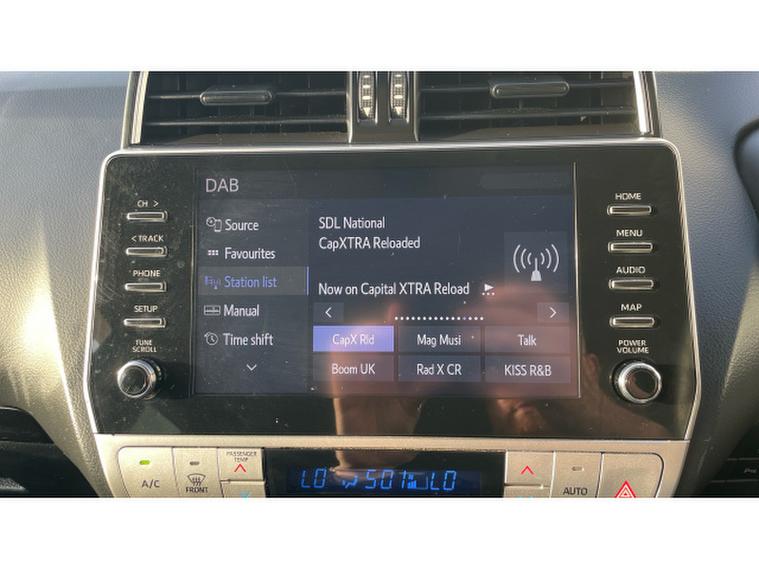 DAB
CH >
< TRACK
PHONE
SETUP
TUNE
SCROLL
Source
Favourites
Station list
Manual
Time shift
SDL National
CapXTRA Reloaded
Now on Capital XTRA Reload
CapX Rld
Mag Musi
Talk
Boom UK
Rad X CR
KISS R&B
HOME
MENU
AUDIO
MAP
POWER
VOLUME
A/C
FRONT
PASSENGER
TEMP
LO
LO
AUTO